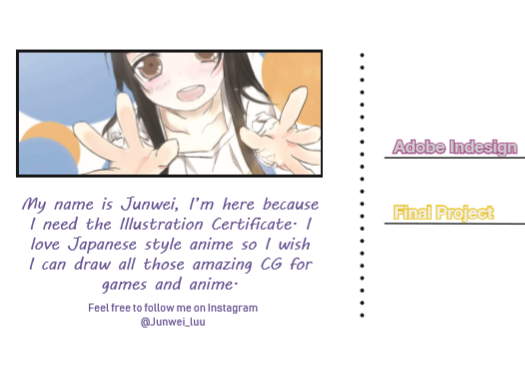 My name is Junwei, I'm here because
I need the Illustration Certificate. I
love Japanese style anime so I wish
I can draw all those amazing CG for
games and anime.
Feel free to follow me on Instagram
@Junwei_luu
Adobe Indesign
Final Project